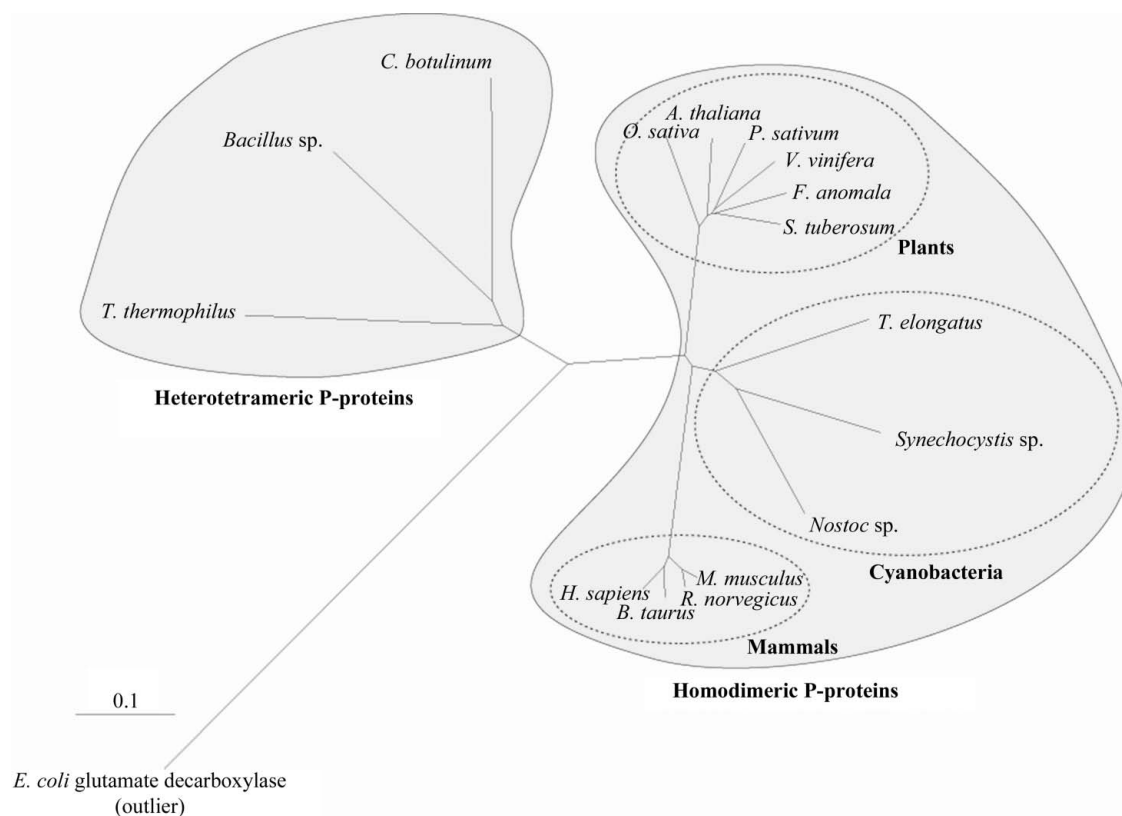 C. botulinum
Bacillus sp.
T. thermophilus
Heterotetrameric P-proteins
A. thaliana
O. sativa
P. sativum
V. vinifera
F. anomala
S. tuberosum
Plants
T. elongatus
Synechocystis sp.
Nostoc sp.
Cyanobacteria
M. musculus
H. sapiens
R. norvegicus
B. taurus
Mammals
Homodimeric P-proteins
0.1
E. coli glutamate decarboxylase
(outlier)